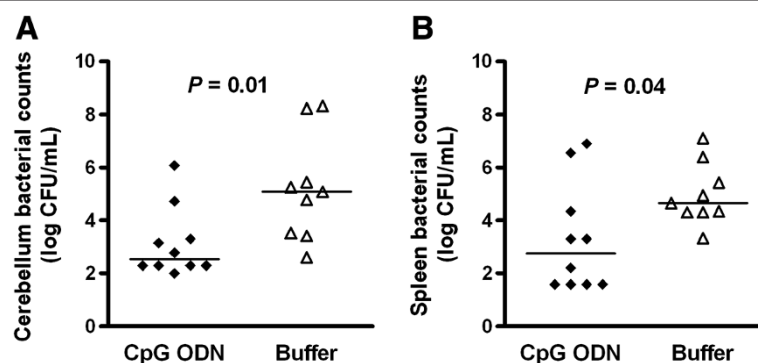 A
Cerebellum bacterial counts
(log CFU/mL)
10
8
6
4
2
0
P = 0.01
CpG ODN
Buffer
B
Spleen bacterial counts
(log CFU/mL)
10
8
6
4
2
0
P = 0.04
CpG ODN
Buffer